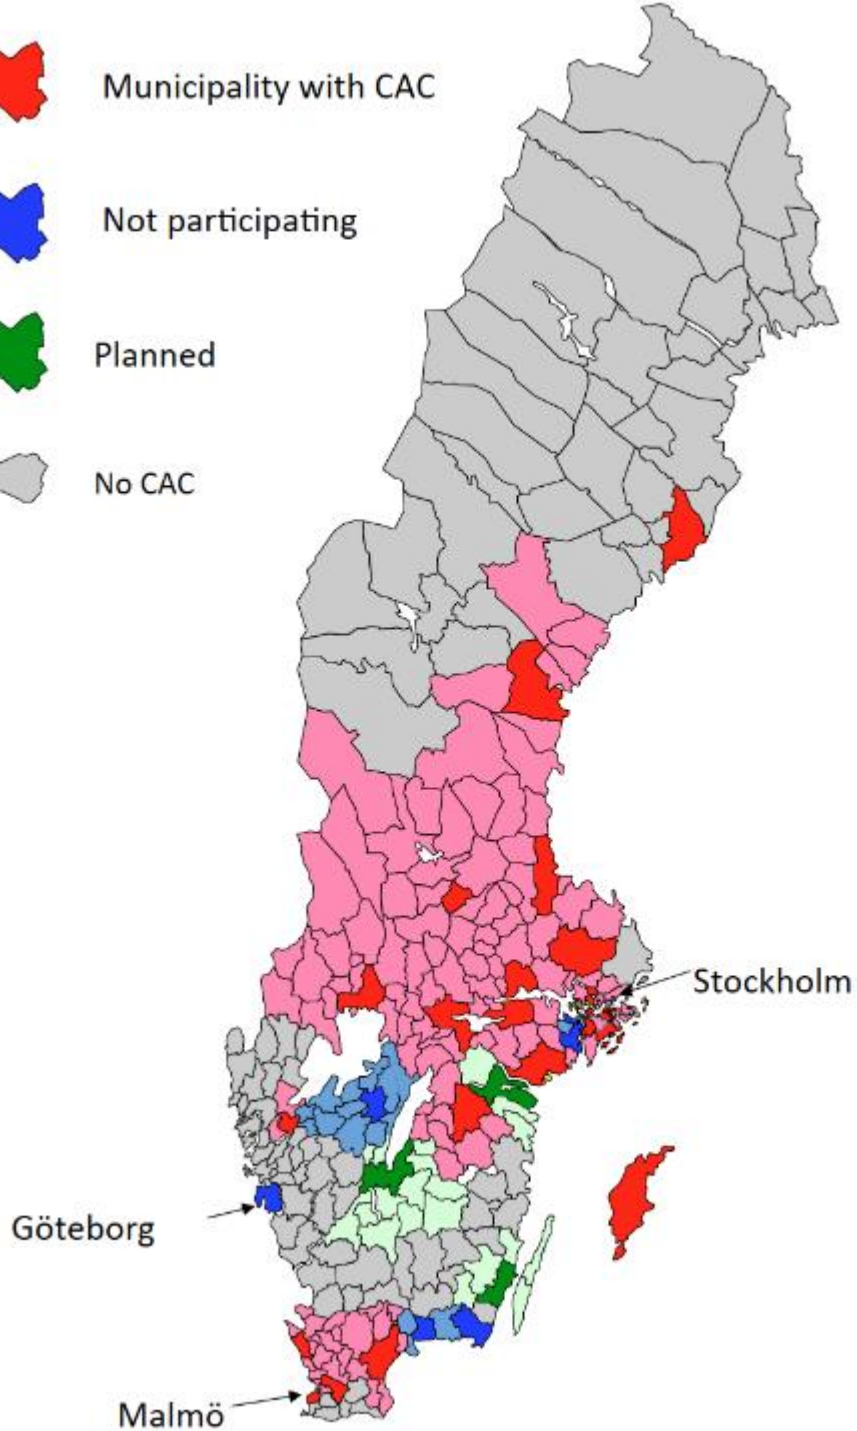 Municipality with CAC
Not participating
Planned
No CAC
Stockholm
Göteborg
Malmö